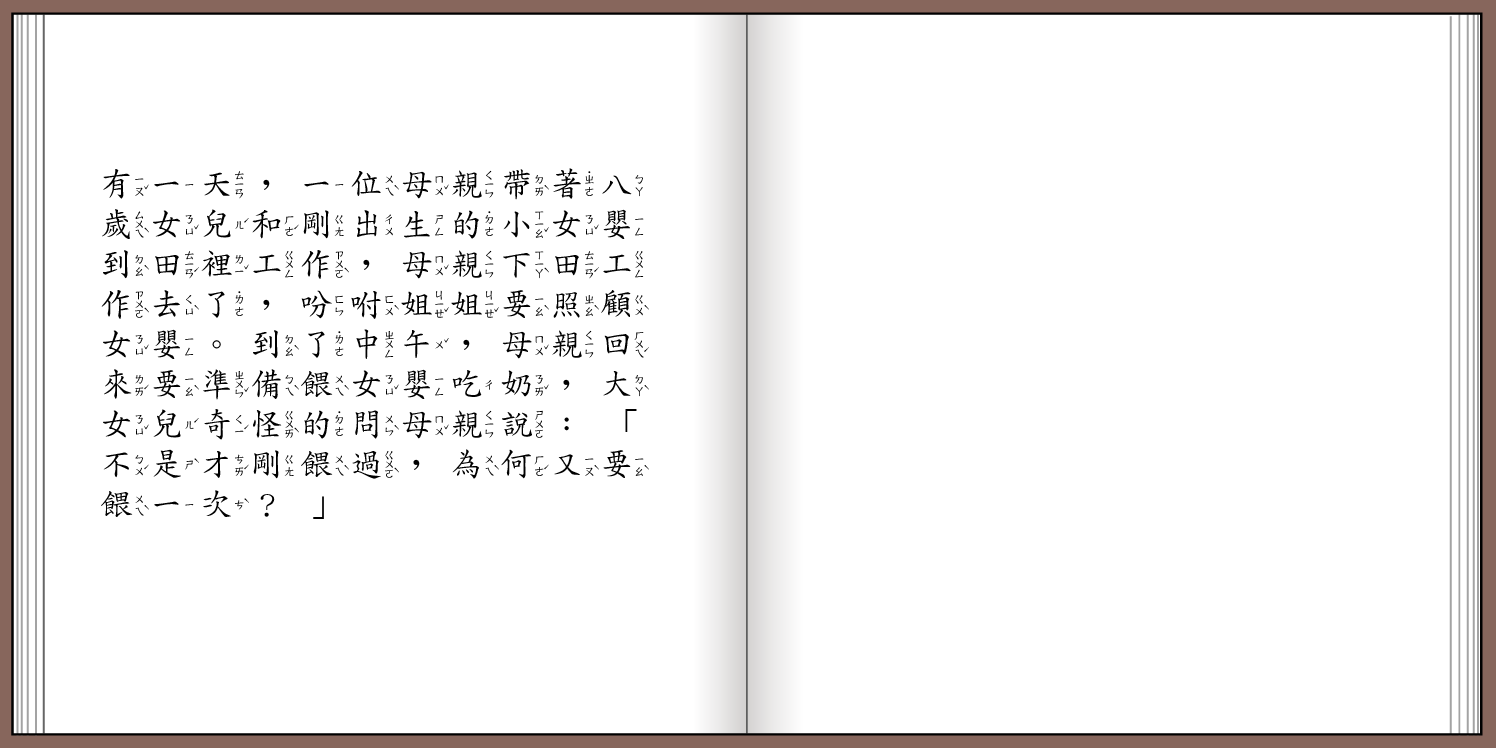 有一天， 一位母親帶著八
歲女兒和剛出生的小女嬰
到田裡工作， 母親下田工
作去了，吩咐姐姐要照顧
女嬰。 到了中午， 母親回
來要準備餵女嬰吃奶， 大
女兒奇怪的問母親說： 「
不是才剛餵過， 為何又要
餵一次？ 」